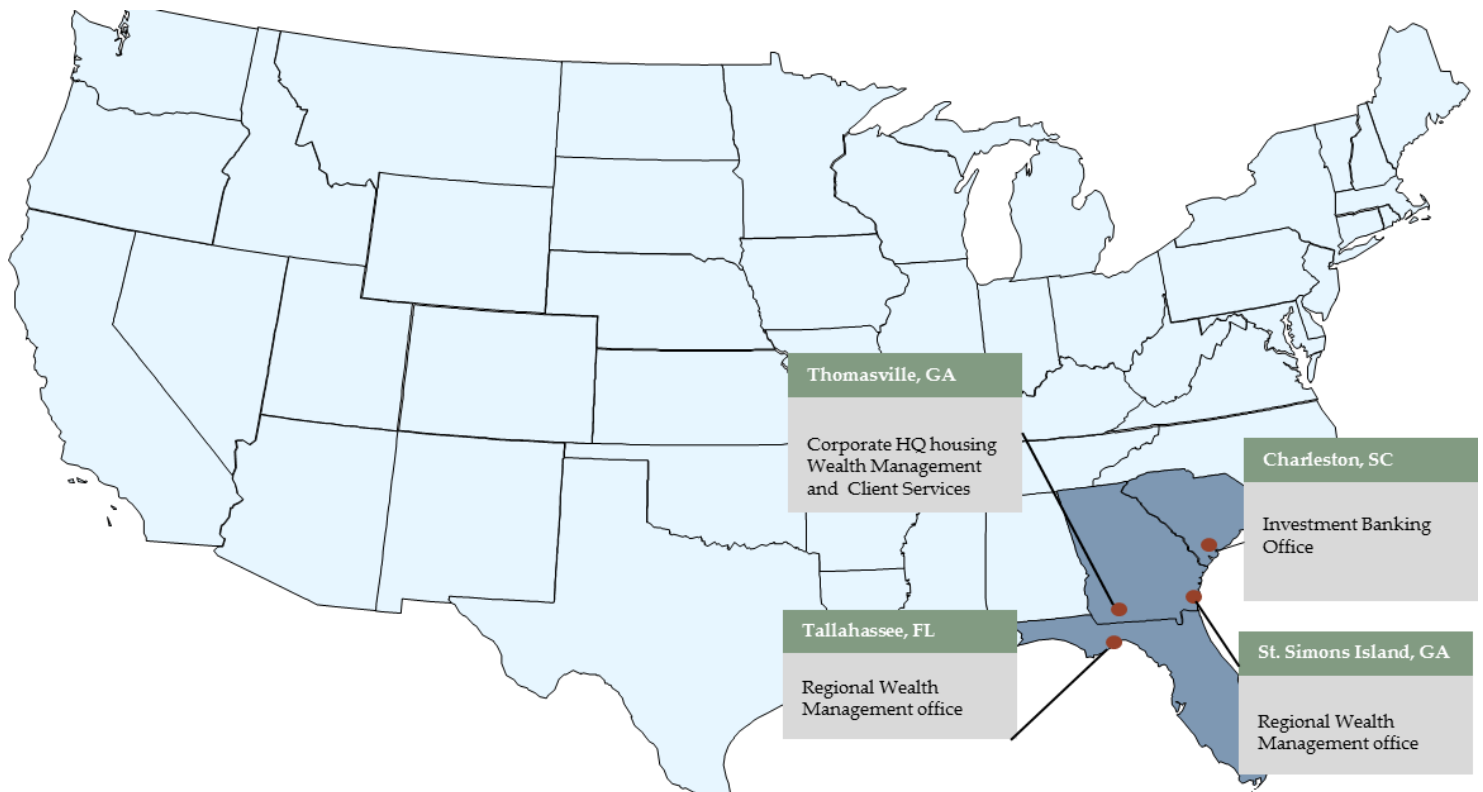 Thomasville, GA
Corporate HQ housing
Wealth Management
and Client Services
Charleston, SC
Investment Banking
Office
Tallahassee, FL
Regional Wealth
Management office
St. Simons Island, GA
Regional Wealth
Management office